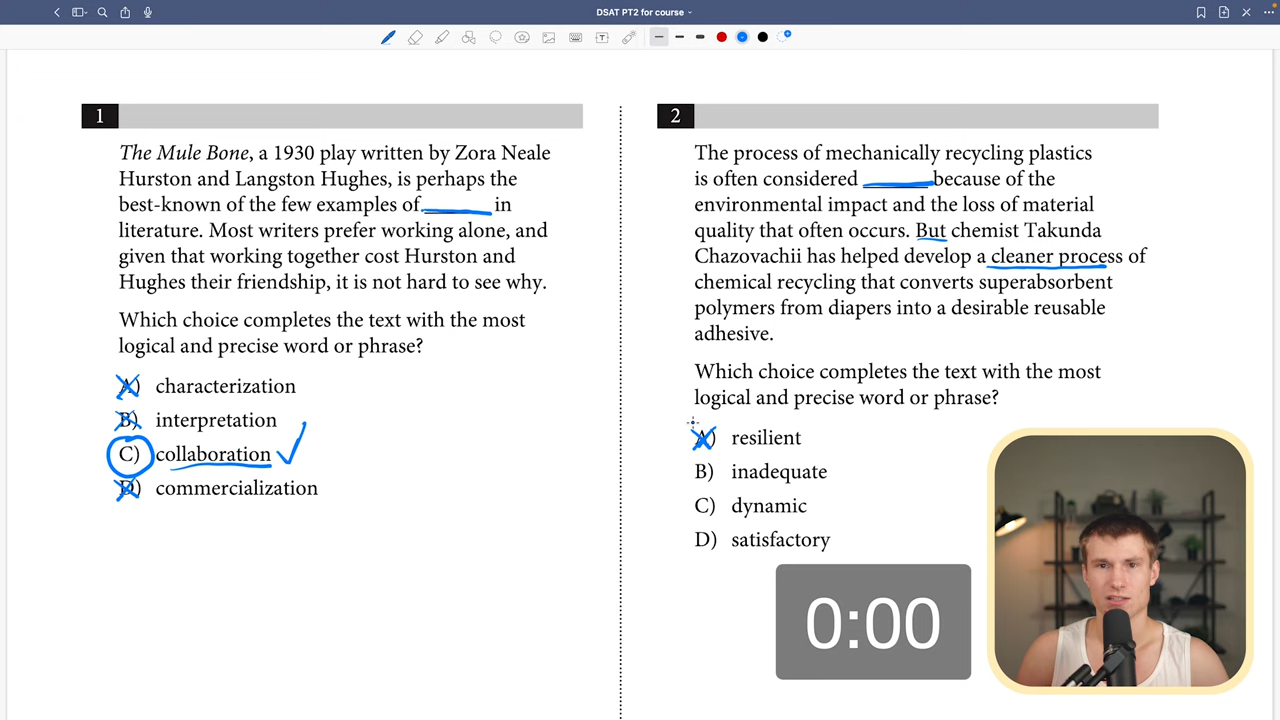 DSAT PT2 for course
1
The Mule Bone, a 1930 play written by Zora Neale
Hurston and Langston Hughes, is perhaps the
best-known of the few examples of ______ in
literature. Most writers prefer working alone, and
given that working together cost Hurston and
Hughes their friendship, it is not hard to see why.
Which choice completes the text with the most
logical and precise word or phrase?
A) characterization
B) interpretation
C) collaboration
D) commercialization
2
The process of mechanically recycling plastics
is often considered ______ because of the
environmental impact and the loss of material
quality that often occurs. But chemist Takunda
Chazovachii has helped develop a cleaner process of
chemical recycling that converts superabsorbent
polymers from diapers into a desirable reusable
adhesive.
Which choice completes the text with the most
logical and precise word or phrase?
A) resilient
B) inadequate
C) dynamic
D) satisfactory
0:00